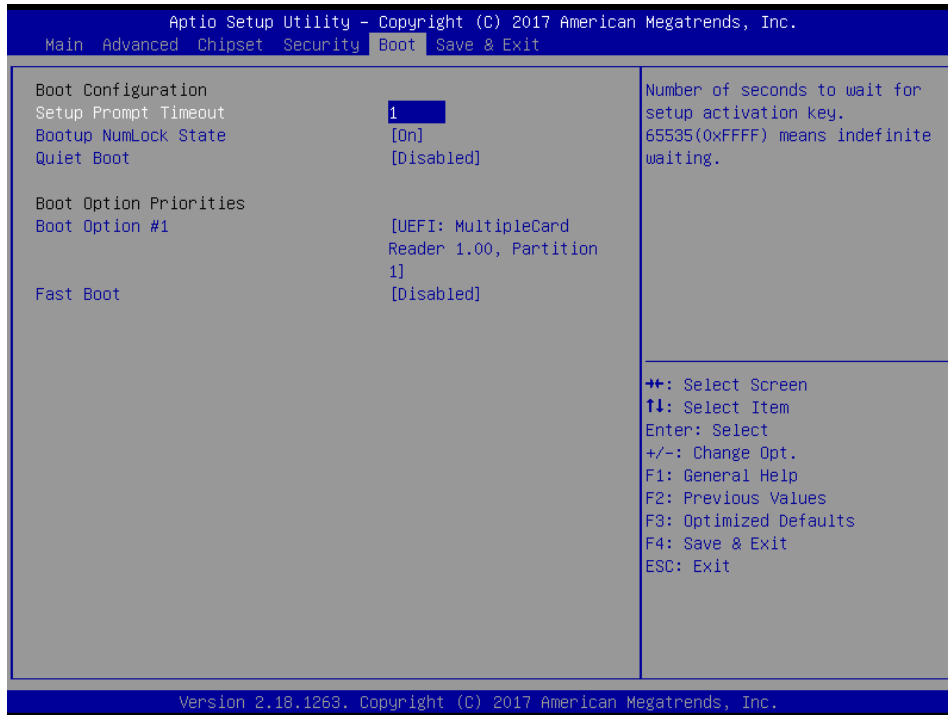 Aptio Setup Utility – Copyright (C) 2017 American Megatrends, Inc.
Main Advanced Chipset Security Boot Save & Exit
Boot Configuration
Setup Prompt Timeout 1
Bootup NumLock State [On]
Quiet Boot [Disabled]
Boot Option Priorities
Boot Option #1 [UEFI: MultipleCard
Reader 1.00, Partition
1]
Fast Boot [Disabled]
Number of seconds to wait for
setup activation key.
65535(0xFFFF) means indefinite
waiting.
→←: Select Screen
↑↓: Select Item
Enter: Select
+/-: Change Opt.
F1: General Help
F2: Previous Values
F3: Optimized Defaults
F4: Save & Exit
ESC: Exit
Version 2.18.1263. Copyright (C) 2017 American Megatrends, Inc.